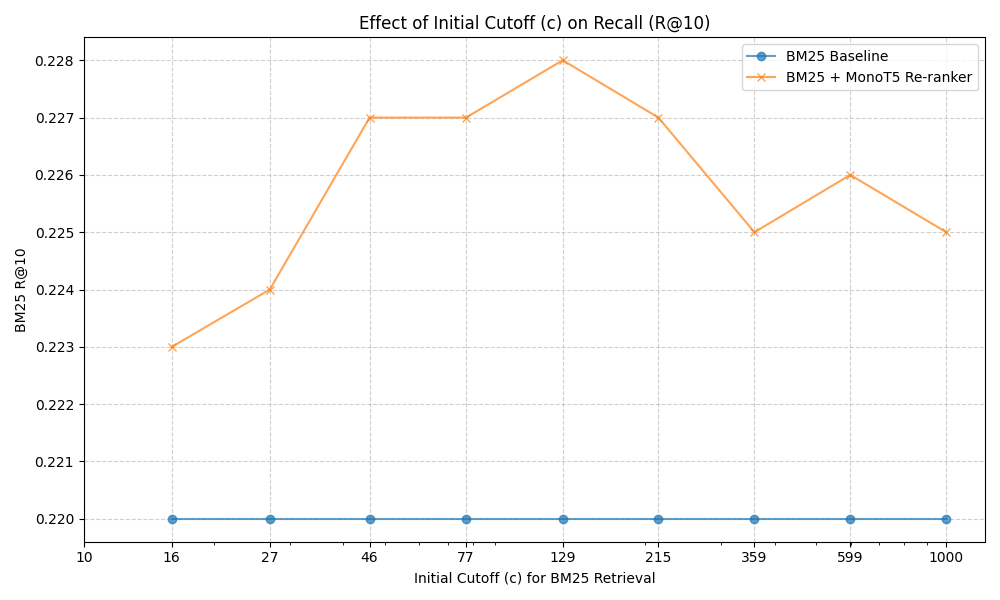 Effect of Initial Cutoff (c) on Recall (R@10)
BM25 Baseline
BM25 + MonoT5 Re-ranker
BM25 R@10
0.228
0.227
0.226
0.225
0.224
0.223
0.222
0.221
0.220
10 16 27 46 77 129 215 359 599 1000
Initial Cutoff (c) for BM25 Retrieval